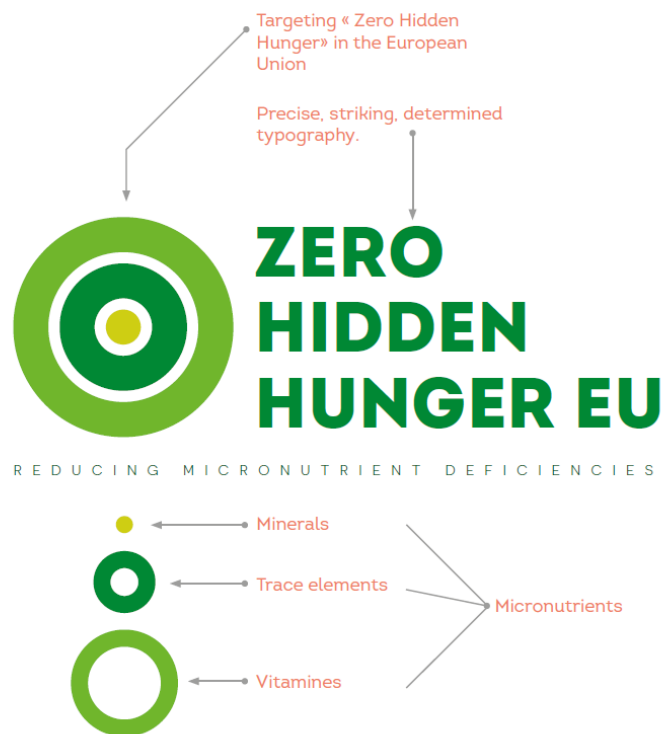 Targeting « Zero Hidden
Hunger» in the European
Union
Precise, striking, determined
typography.
ZERO
HIDDEN
HUNGER EU
REDUCING MICRONUTRIENT DEFICIENCIES
Minerals
Trace elements
Micronutrients
Vitamines